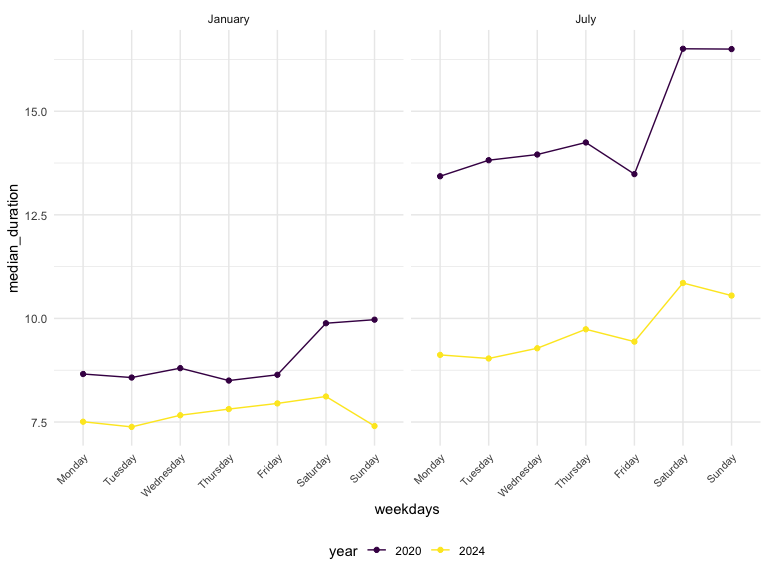 January July
median_duration
15.0
12.5
10.0
7.5
Monday Tuesday Wednesday Thursday Friday Saturday Sunday Monday Tuesday Wednesday Thursday Friday Saturday Sunday
weekdays
year 2020 2024